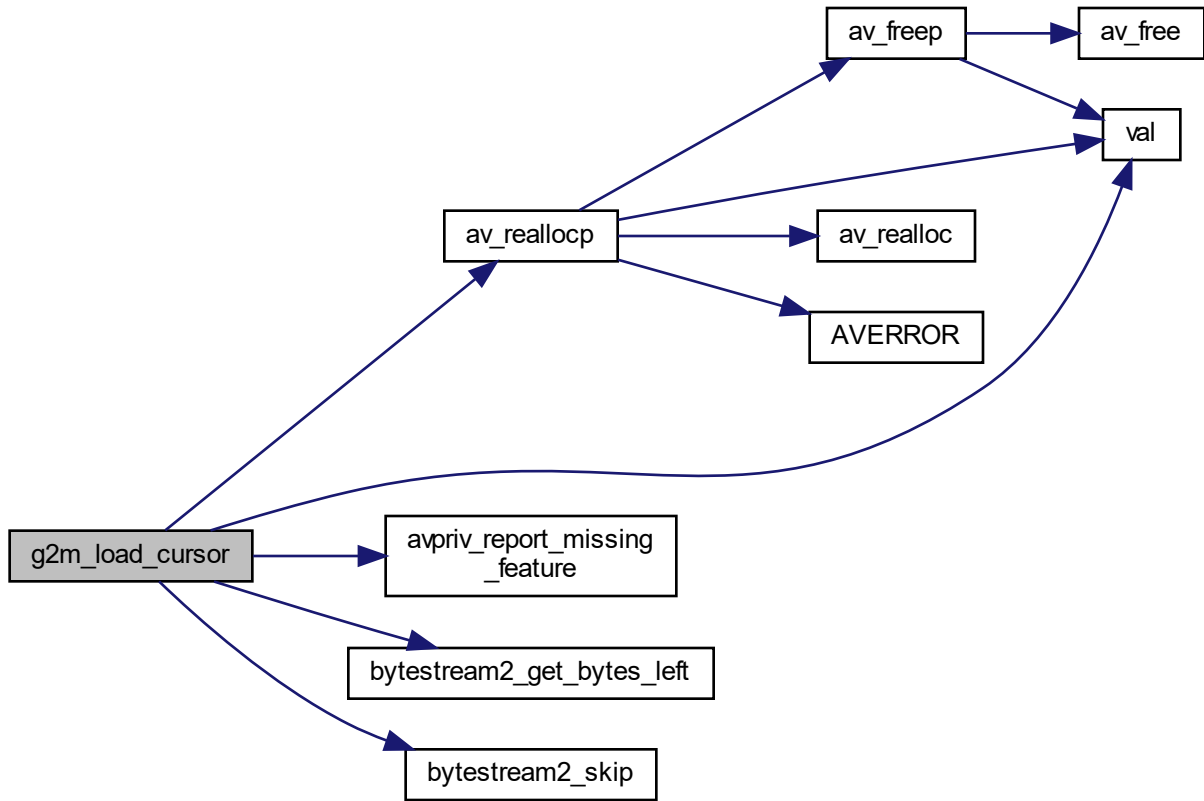 av_freep
av_free
val
av_reallocp
av_realloc
AVERROR
g2m_load_cursor
avpriv_report_missing
_feature
bytestream2_get_bytes_left
bytestream2_skip